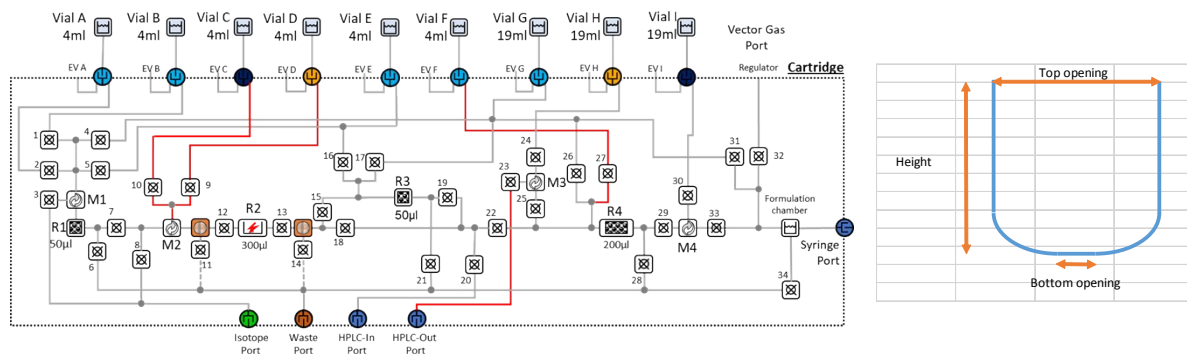 Vial A Vial B Vial C Vial D Vial E Vial F Vial G Vial H Vial I
4ml 4ml 4ml 4ml 4ml 4ml 19ml 19ml 19ml
Vector Gas
Port
EV A EV B EV C EV D EV E EV F EV G EV H EV I Regulator Cartridge
1 4 16 17 24 26 27 31 32
2 5 10 9 23 M3
3 M1 15 R3 19 25 30
50µl
R1 7 M2 12 R2 13 18 22 R4 29 M4 33
50µl 300µl 200µl
Formulation
chamber
Syringe
Port
6 8 11 14 21 20 28 34
Isotope
Port
Waste
Port
HPLC-In
Port
HPLC-Out
Port
Top opening
Height
Bottom opening